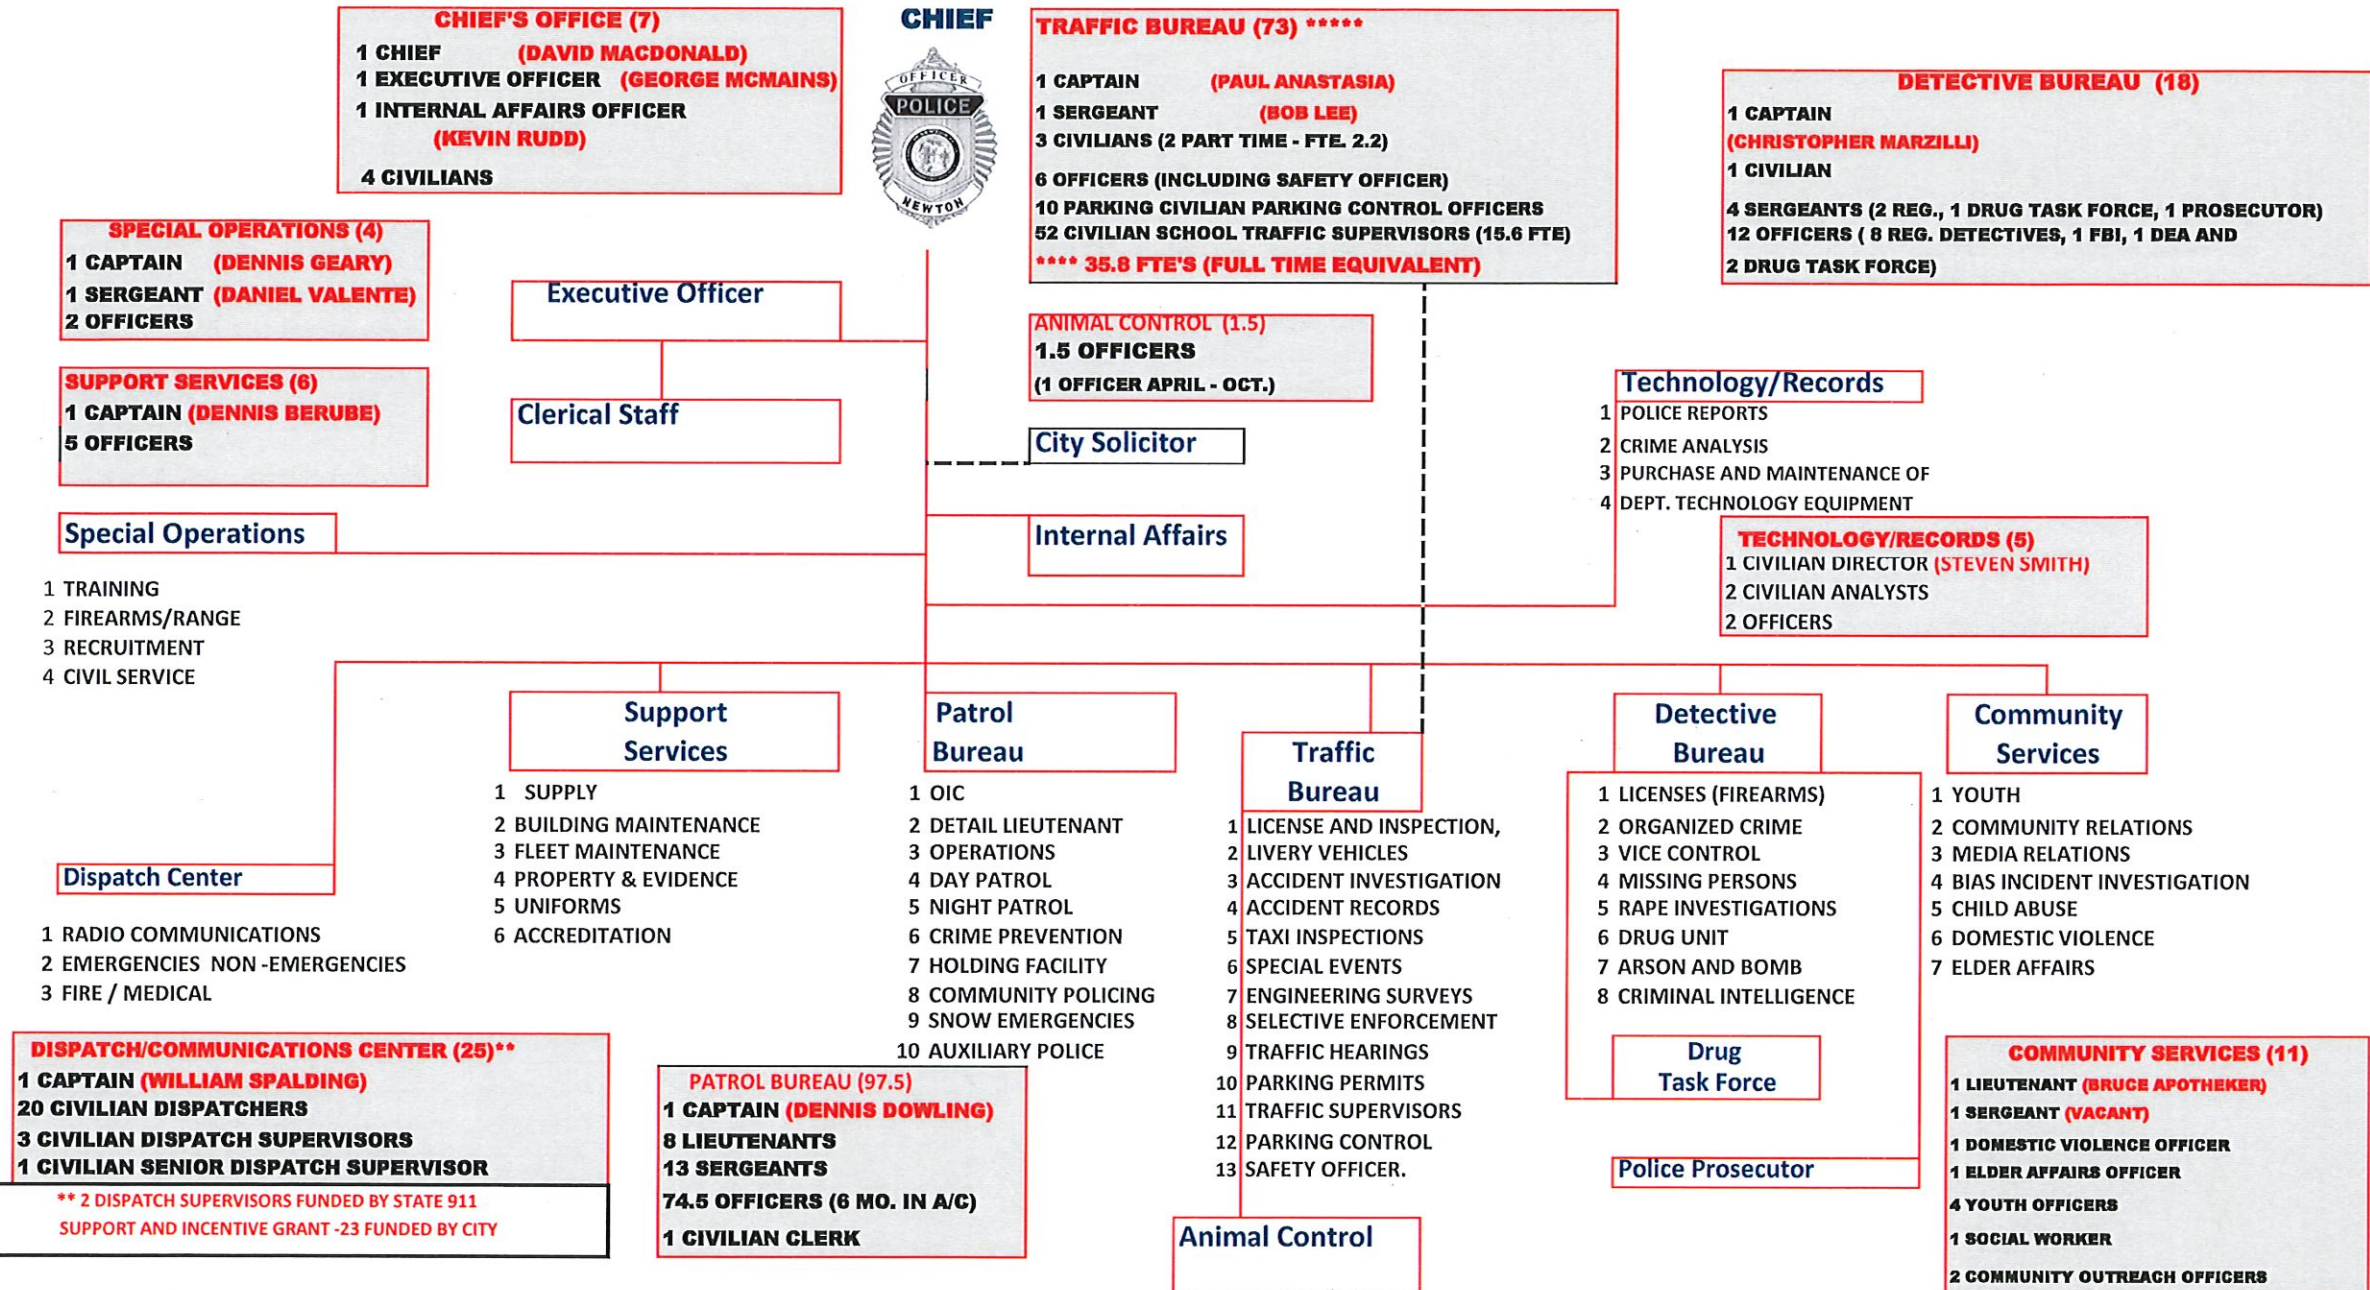 CHIEF'S OFFICE (7)
1 CHIEF (DAVID MACDONALD)
1 EXECUTIVE OFFICER (GEORGE MCMAINS)
1 INTERNAL AFFAIRS OFFICER
(KEVIN RUDD)
4 CIVILIANS
CHIEF
OFFICER
POLICE
NEWTON
TRAFFIC BUREAU (73) *****
1 CAPTAIN (PAUL ANASTASIA)
1 SERGEANT (BOB LEE)
3 CIVILIANS (2 PART TIME - FTE. 2.2)
6 OFFICERS (INCLUDING SAFETY OFFICER)
10 PARKING CIVILIAN PARKING CONTROL OFFICERS
52 CIVILIAN SCHOOL TRAFFIC SUPERVISORS (15.6 FTE)
**** 35.8 FTE'S (FULL TIME EQUIVALENT)
DETECTIVE BUREAU (18)
1 CAPTAIN
(CHRISTOPHER MARZILLI)
1 CIVILIAN
4 SERGEANTS (2 REG., 1 DRUG TASK FORCE, 1 PROSECUTOR)
12 OFFICERS ( 8 REG. DETECTIVES, 1 FBI, 1 DEA AND
2 DRUG TASK FORCE)
SPECIAL OPERATIONS (4)
1 CAPTAIN (DENNIS GEARY)
1 SERGEANT (DANIEL VALENTE)
2 OFFICERS
Executive Officer
ANIMAL CONTROL (1.5)
1.5 OFFICERS
(1 OFFICER APRIL - OCT.)
SUPPORT SERVICES (6)
1 CAPTAIN (DENNIS BERUBE)
5 OFFICERS
Clerical Staff
City Solicitor
Technology/Records
1 POLICE REPORTS
2 CRIME ANALYSIS
3 PURCHASE AND MAINTENANCE OF
4 DEPT. TECHNOLOGY EQUIPMENT
Special Operations
1 TRAINING
2 FIREARMS/RANGE
3 RECRUITMENT
4 CIVIL SERVICE
Internal Affairs
TECHNOLOGY/RECORDS (5)
1 CIVILIAN DIRECTOR (STEVEN SMITH)
2 CIVILIAN ANALYSTS
2 OFFICERS
Dispatch Center
1 RADIO COMMUNICATIONS
2 EMERGENCIES NON -EMERGENCIES
3 FIRE / MEDICAL
Support
Services
1 SUPPLY
2 BUILDING MAINTENANCE
3 FLEET MAINTENANCE
4 PROPERTY & EVIDENCE
5 UNIFORMS
6 ACCREDITATION
Patrol
Bureau
1 OIC
2 DETAIL LIEUTENANT
3 OPERATIONS
4 DAY PATROL
5 NIGHT PATROL
6 CRIME PREVENTION
7 HOLDING FACILITY
8 COMMUNITY POLICING
9 SNOW EMERGENCIES
10 AUXILIARY POLICE
Traffic
Bureau
1 LICENSE AND INSPECTION,
2 LIVERY VEHICLES
3 ACCIDENT INVESTIGATION
4 ACCIDENT RECORDS
5 TAXI INSPECTIONS
6 SPECIAL EVENTS
7 ENGINEERING SURVEYS
8 SELECTIVE ENFORCEMENT
9 TRAFFIC HEARINGS
10 PARKING PERMITS
11 TRAFFIC SUPERVISORS
12 PARKING CONTROL
13 SAFETY OFFICER.
Detective
Bureau
1 LICENSES (FIREARMS)
2 ORGANIZED CRIME
3 VICE CONTROL
4 MISSING PERSONS
5 RAPE INVESTIGATIONS
6 DRUG UNIT
7 ARSON AND BOMB
8 CRIMINAL INTELLIGENCE
Drug
Task Force
Police Prosecutor
Community
Services
1 YOUTH
2 COMMUNITY RELATIONS
3 MEDIA RELATIONS
4 BIAS INCIDENT INVESTIGATION
5 CHILD ABUSE
6 DOMESTIC VIOLENCE
7 ELDER AFFAIRS
DISPATCH/COMMUNICATIONS CENTER (25)**
1 CAPTAIN (WILLIAM SPALDING)
20 CIVILIAN DISPATCHERS
3 CIVILIAN DISPATCH SUPERVISORS
1 CIVILIAN SENIOR DISPATCH SUPERVISOR
** 2 DISPATCH SUPERVISORS FUNDED BY STATE 911
SUPPORT AND INCENTIVE GRANT -23 FUNDED BY CITY
PATROL BUREAU (97.5)
1 CAPTAIN (DENNIS DOWLING)
8 LIEUTENANTS
13 SERGEANTS
74.5 OFFICERS (6 MO. IN A/C)
1 CIVILIAN CLERK
Animal Control
COMMUNITY SERVICES (11)
1 LIEUTENANT (BRUCE APOTHEKER)
1 SERGEANT (VACANT)
1 DOMESTIC VIOLENCE OFFICER
1 ELDER AFFAIRS OFFICER
4 YOUTH OFFICERS
1 SOCIAL WORKER
2 COMMUNITY OUTREACH OFFICERS